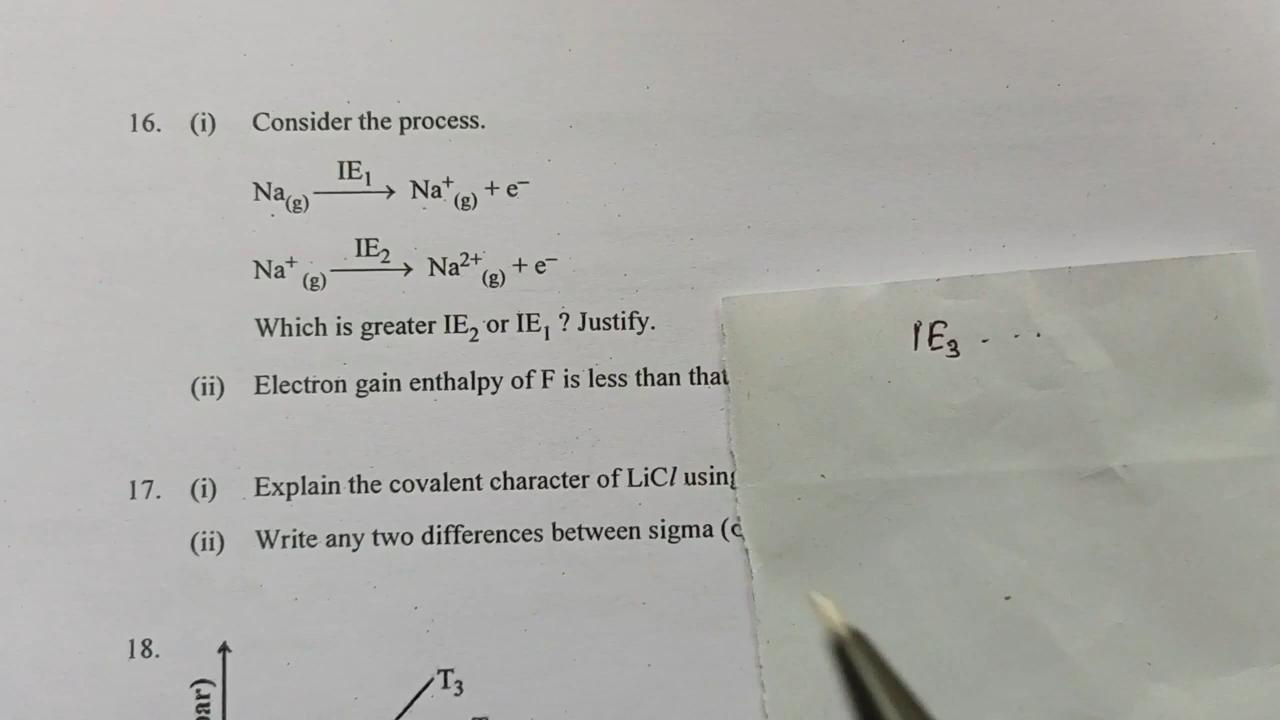 16. (i) Consider the process.
Na(g) —IE₁→ Na⁺(g) + e⁻
Na⁺(g) —IE₂→ Na²⁺(g) + e⁻
Which is greater IE₂ or IE₁ ? Justify.
IE₃ - - -
(ii) Electron gain enthalpy of F is less than that
17. (i) Explain the covalent character of LiCl using
(ii) Write any two differences between sigma (
18.
T₃
bar)